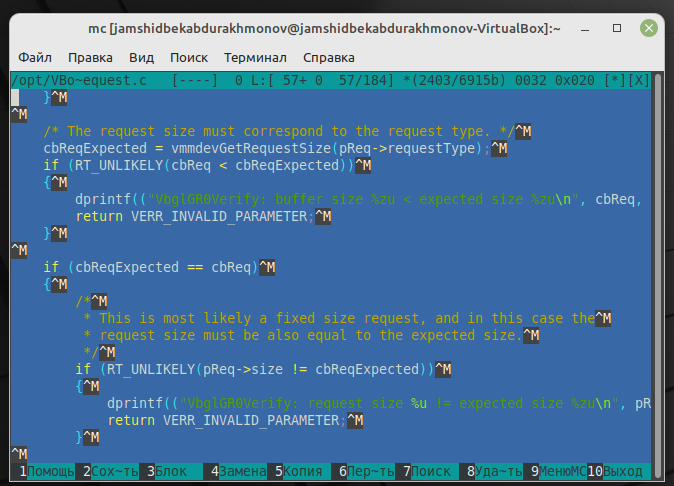 mc [jamshidbekabdurakhmonov@jamshidbekabdurakhmonov-VirtualBox]:~
Файл Правка Вид Поиск Терминал Справка
/opt/VBo~equest.c   [----]  0 L:[ 57+ 0  57/184] *(2403/6915b) 0032 0x020 [*][X]
    }^M
^M
    /* The request size must correspond to the request type. */^M
    cbReqExpected = vmmdevGetRequestSize(pReq->requestType);^M
    if (RT_UNLIKELY(cbReq < cbReqExpected))^M
    {^M
        dprintf(("VbglGR0Verify: buffer size %zu < expected size %zu\n", cbReq,
        return VERR_INVALID_PARAMETER;^M
    }^M
^M
    if (cbReqExpected == cbReq)^M
    {^M
        /*^M
         * This is most likely a fixed size request, and in this case the^M
         * request size must be also equal to the expected size.^M
         */^M
        if (RT_UNLIKELY(pReq->size != cbReqExpected))^M
        {^M
            dprintf(("VbglGR0Verify: request size %u != expected size %zu\n", pR
            return VERR_INVALID_PARAMETER;^M
        }^M
^M
1Помощь 2Сох~ть 3Блок 4Замена 5Копия 6Пер~ть 7Поиск 8Уда~ть 9МенюMC 10Выход